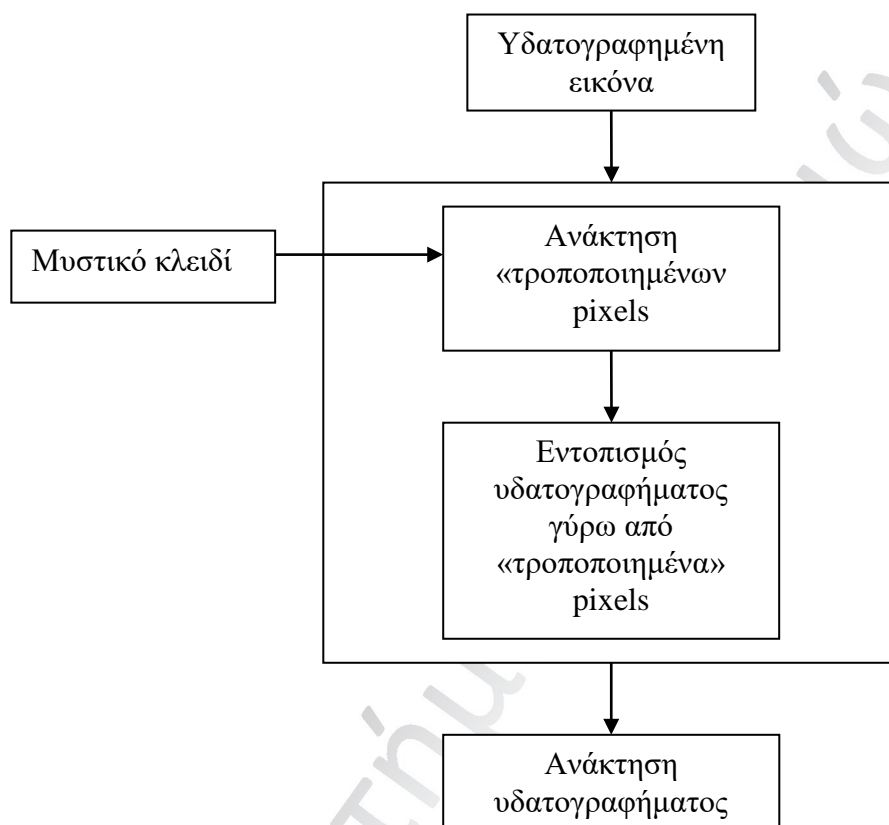 Υδατογραφημένη
εικόνα
Μυστικό κλειδί
Ανάκτηση
«τροποποιημένων
pixels
Εντοπισμός
υδατογραφήματος
γύρω από
«τροποποιημένα»
pixels
Ανάκτηση
υδατογραφήματος